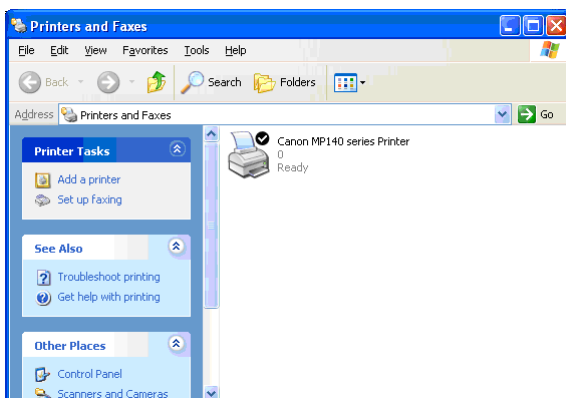 Printers and Faxes
File Edit View Favorites Tools Help
Back Search Folders
Address Printers and Faxes Go
Printer Tasks
Add a printer
Set up faxing
See Also
Troubleshoot printing
Get help with printing
Other Places
Control Panel
Scanners and Cameras
Canon MP140 series Printer
0
Ready